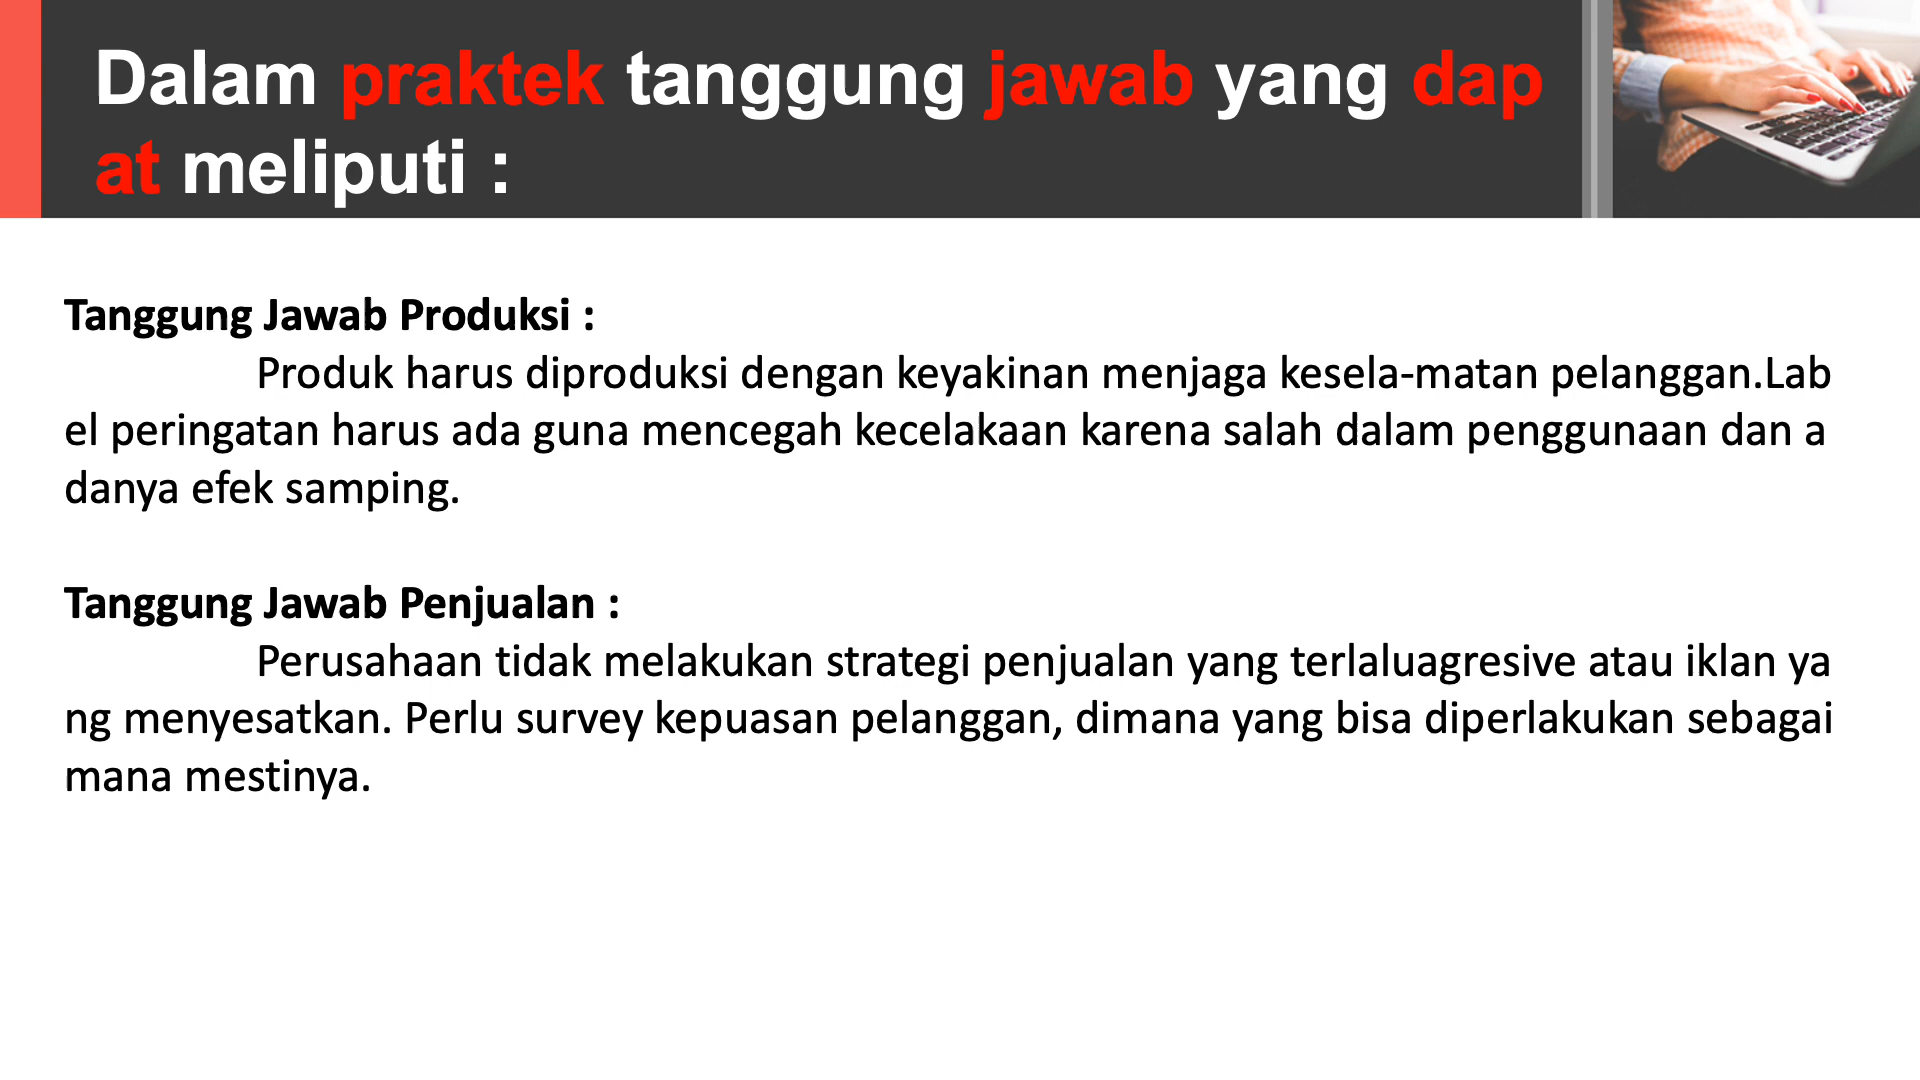 Dalam praktek tanggung jawab yang dap
at meliputi :
Tanggung Jawab Produksi :
Produk harus diproduksi dengan keyakinan menjaga kesela-matan pelanggan.Lab
el peringatan harus ada guna mencegah kecelakaan karena salah dalam penggunaan dan a
danya efek samping.
Tanggung Jawab Penjualan :
Perusahaan tidak melakukan strategi penjualan yang terlaluagresive atau iklan ya
ng menyesatkan. Perlu survey kepuasan pelanggan, dimana yang bisa diperlakukan sebagai
mana mestinya.